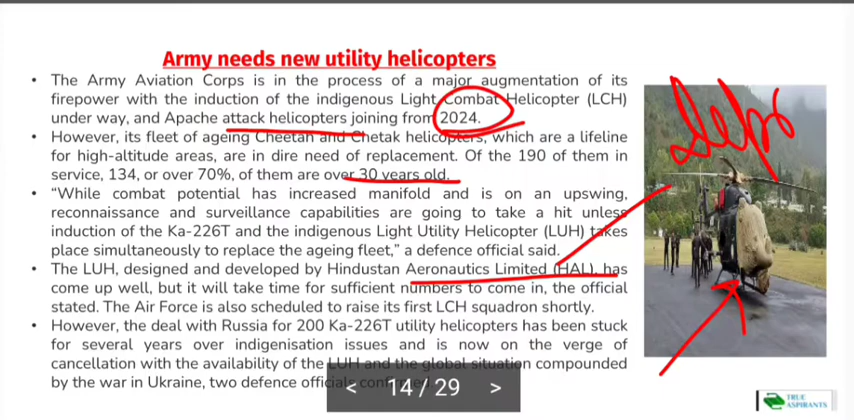 Army needs new utility helicopters
• The Army Aviation Corps is in the process of a major augmentation of its
firepower with the induction of the indigenous Light Combat Helicopter (LCH)
under way, and Apache attack helicopters joining from 2024.
• However, its fleet of ageing Cheetah and Chetak helicopters, which are a lifeline
for high-altitude areas, are in dire need of replacement. Of the 190 of them in
service, 134, or over 70%, of them are over 30 years old.
• “While combat potential has increased manifold and is on an upswing,
reconnaissance and surveillance capabilities are going to take a hit unless
induction of the Ka-226T and the indigenous Light Utility Helicopter (LUH) takes
place simultaneously to replace the ageing fleet,” a defence official said.
• The LUH, designed and developed by Hindustan Aeronautics Limited (HAL), has
come up well, but it will take time for sufficient numbers to come in, the official
stated. The Air Force is also scheduled to raise its first LCH squadron shortly.
• However, the deal with Russia for 200 Ka-226T utility helicopters has been stuck
for several years over indigenisation issues and is now on the verge of
cancellation with the availability of the LUH and the global situation compounded
by the war in Ukraine, two defence officials confirmed.
< 14 / 29 >
TRUE
ASPIRANTS